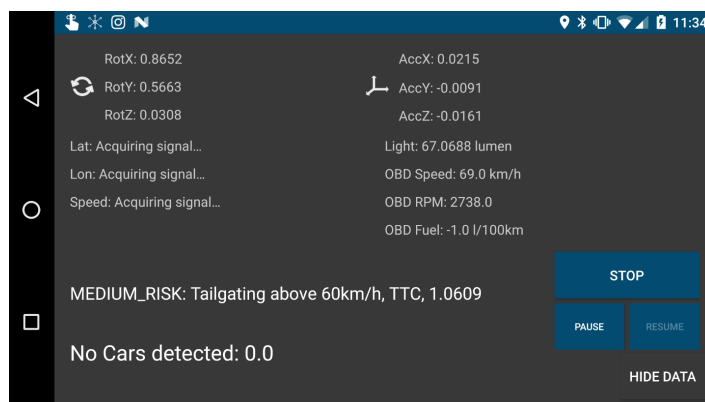 11:34
RotX: 0.8652
RotY: 0.5663
RotZ: 0.0308
AccX: 0.0215
AccY: -0.0091
AccZ: -0.0161
Lat: Acquiring signal...
Lon: Acquiring signal...
Speed: Acquiring signal...
Light: 67.0688 lumen
OBD Speed: 69.0 km/h
OBD RPM: 2738.0
OBD Fuel: -1.0 l/100km
MEDIUM_RISK: Tailgating above 60km/h, TTC, 1.0609
No Cars detected: 0.0
STOP
PAUSE
RESUME
HIDE DATA